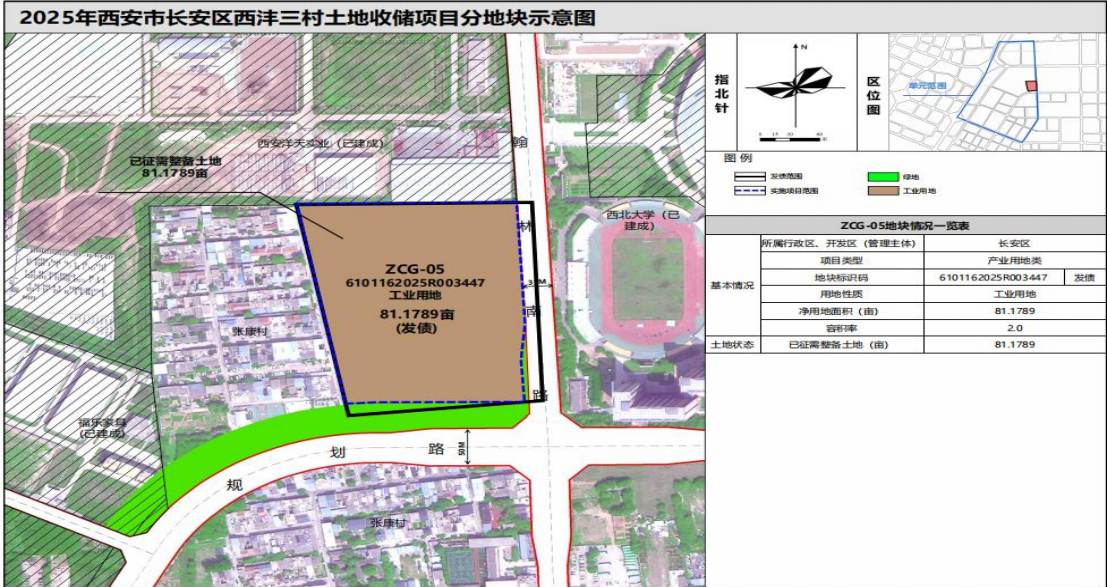 2025年西安市长安区西沣三村土地收储项目分地块示意图
西安洋天实业（已建成）
已征需整备土地
81.1789亩
翰
林
南
路
西北大学（已
建成）
ZCG-05
6101162025R003447
工业用地
81.1789亩
(发债)
张康村
福乐家具
(已建成)
规
划
路
50M
张康村
指北针
N
0 15 30 60
区位图
单元范围
图 例
发债范围
绿地
实施项目范围
工业用地
ZCG-05地块情况一览表
基本情况
所属行政区、开发区（管理主体） 长安区
项目类型 产业用地类
地块标识码 6101162025R003447 发债
用地性质 工业用地
净用地面积（亩） 81.1789
容积率 2.0
土地状态 已征需整备土地（亩） 81.1789